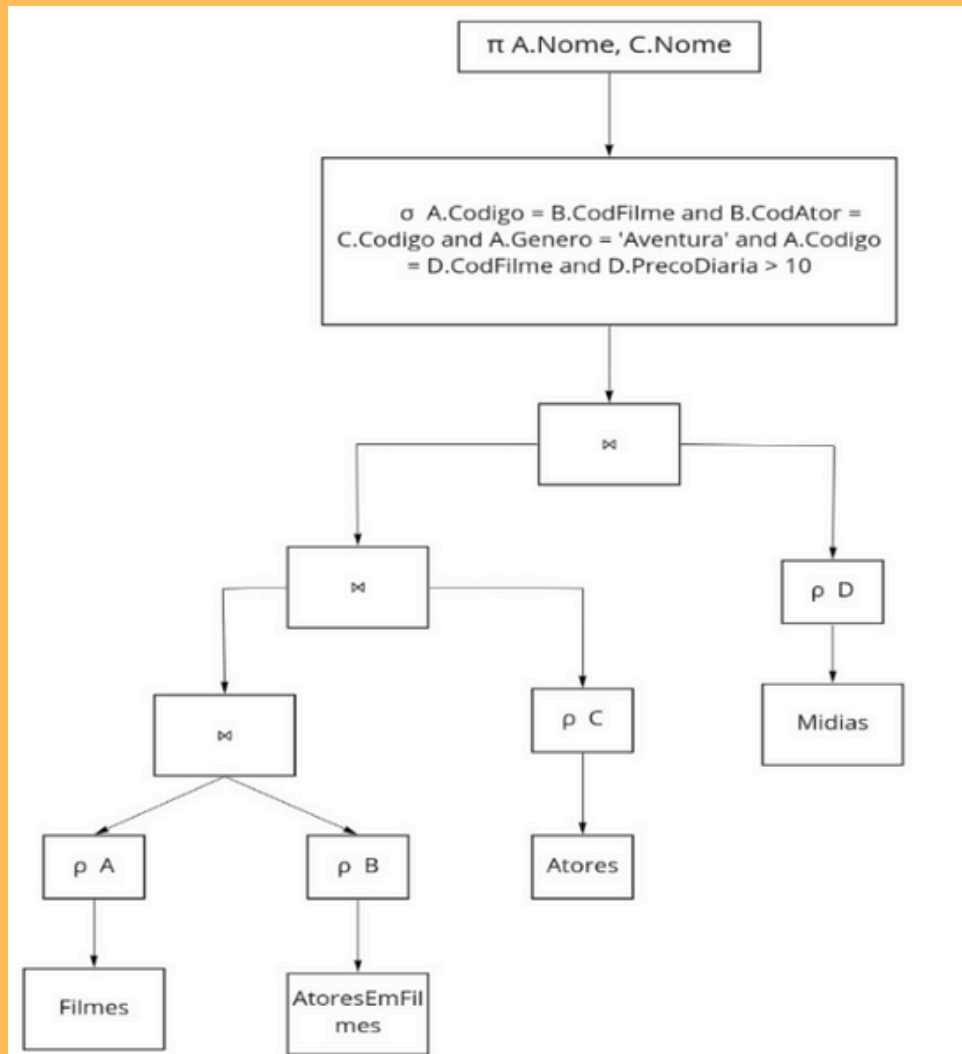 π A.Nome, C.Nome
σ A.Codigo = B.CodFilme and B.CodAtor =
C.Codigo and A.Genero = 'Aventura' and A.Codigo
= D.CodFilme and D.PrecoDiaria > 10
⋈
⋈
ρ D
⋈
ρ C
Midias
ρ A
ρ B
Atores
Filmes
AtoresEmFil
mes